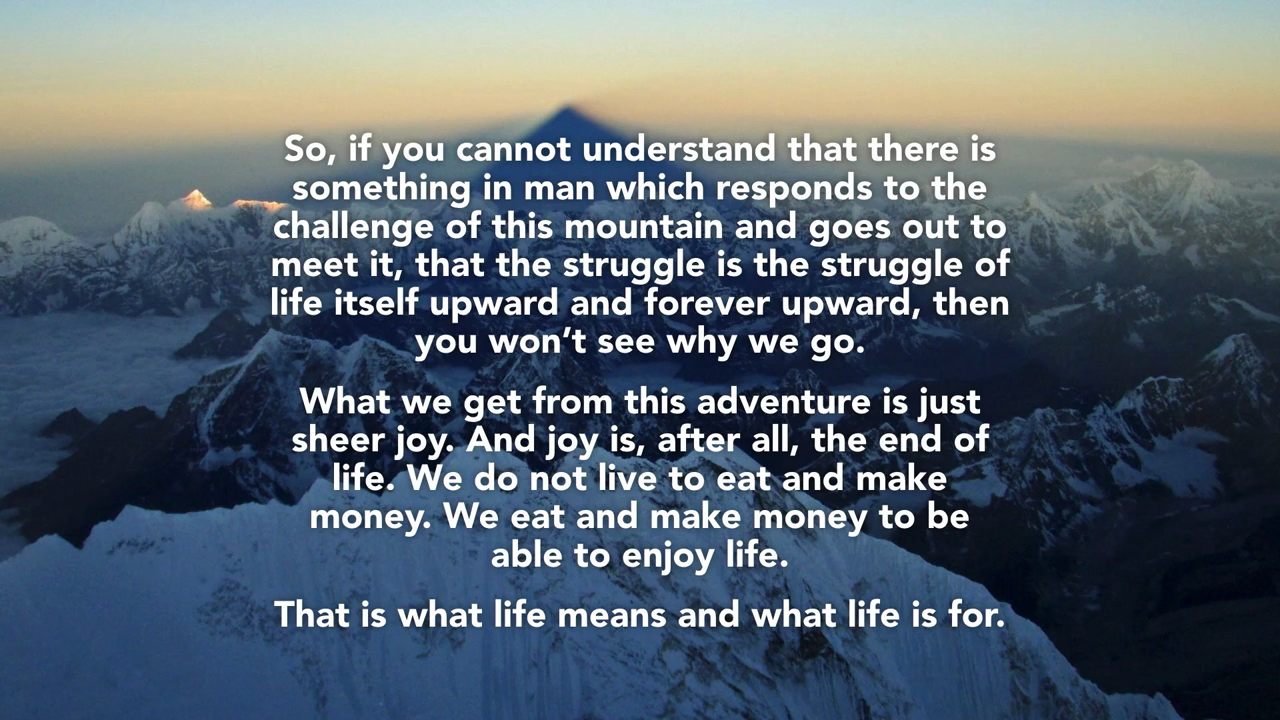 So, if you cannot understand that there is
something in man which responds to the
challenge of this mountain and goes out to
meet it, that the struggle is the struggle of
life itself upward and forever upward, then
you won’t see why we go.
What we get from this adventure is just
sheer joy. And joy is, after all, the end of
life. We do not live to eat and make
money. We eat and make money to be
able to enjoy life.
That is what life means and what life is for.